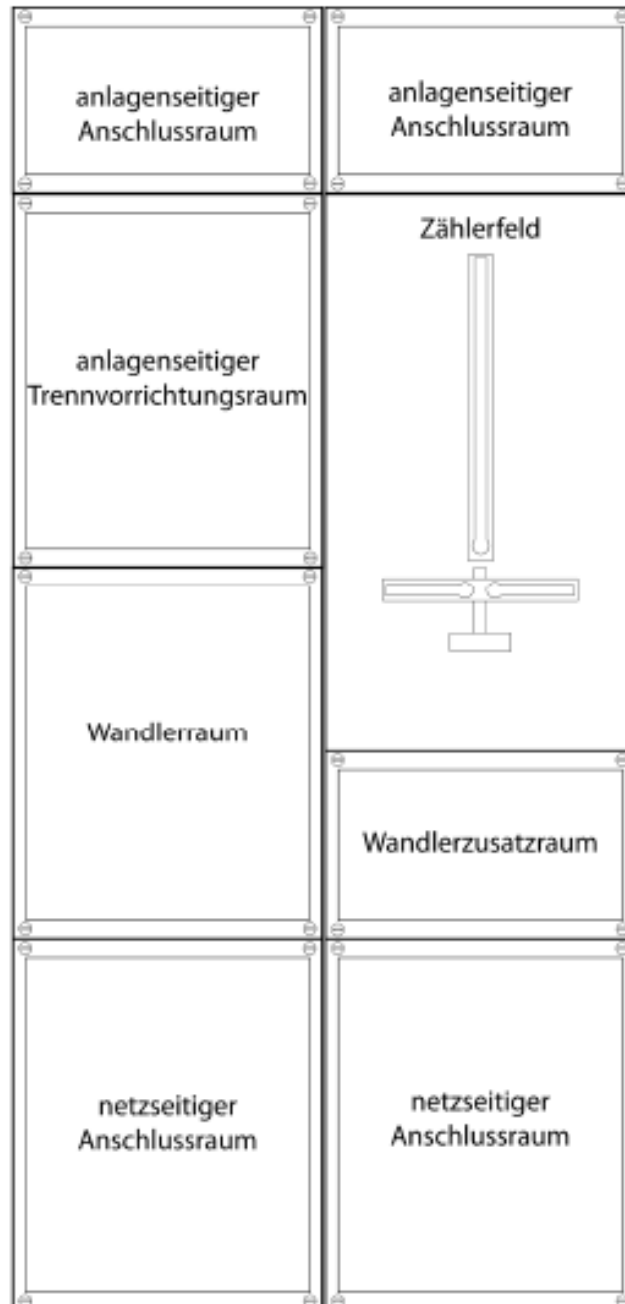 anlagenseitiger
Anschlussraum
anlagenseitiger
Anschlussraum
Zählerfeld
anlagenseitiger
Trennvorrichtungsraum
Wandlerraum
Wandlerzusatzraum
netzseitiger
Anschlussraum
netzseitiger
Anschlussraum